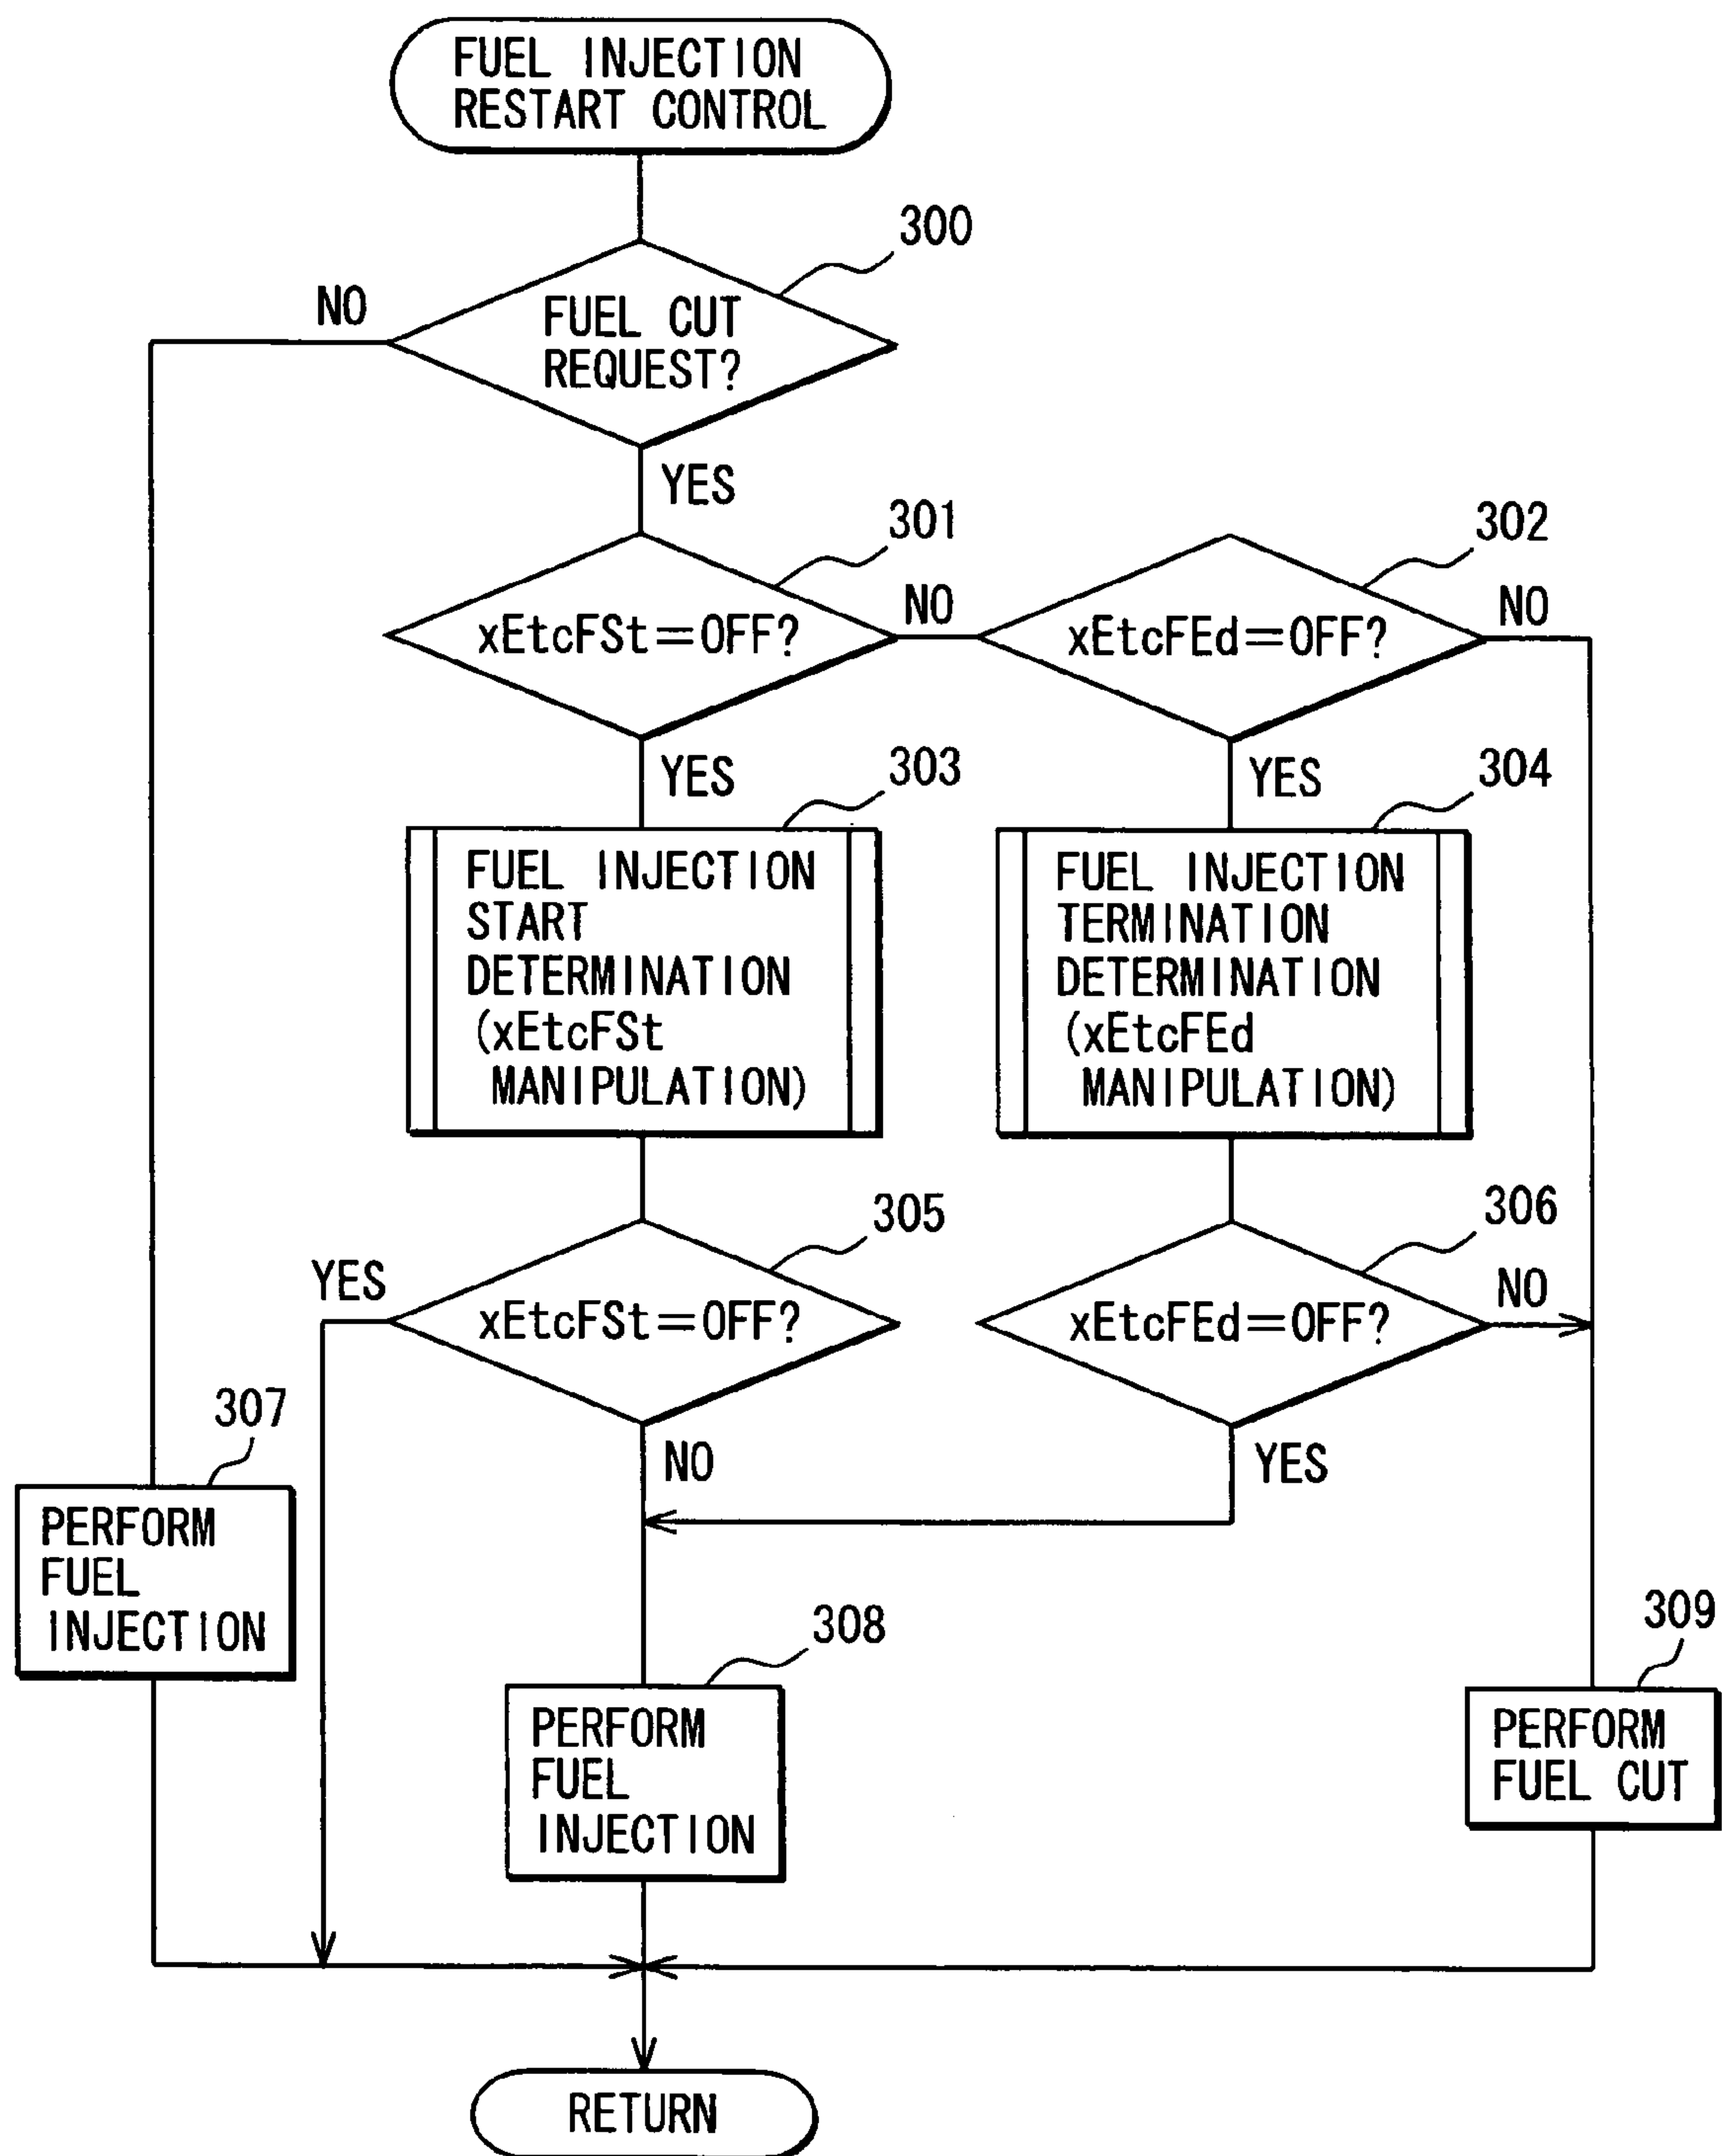 FUEL INJECTION
RESTART CONTROL
300
NO
FUEL CUT
REQUEST?
YES
301
302
xEtcFSt=OFF?
NO
xEtcFEd=OFF?
NO
YES
303
YES
304
FUEL INJECTION
START
DETERMINATION
(xEtcFSt
MANIPULATION)
FUEL INJECTION
TERMINATION
DETERMINATION
(xEtcFEd
MANIPULATION)
305
306
YES
xEtcFSt=OFF?
xEtcFEd=OFF?
NO
307
NO
YES
PERFORM
FUEL
INJECTION
308
309
PERFORM
FUEL
INJECTION
PERFORM
FUEL CUT
RETURN